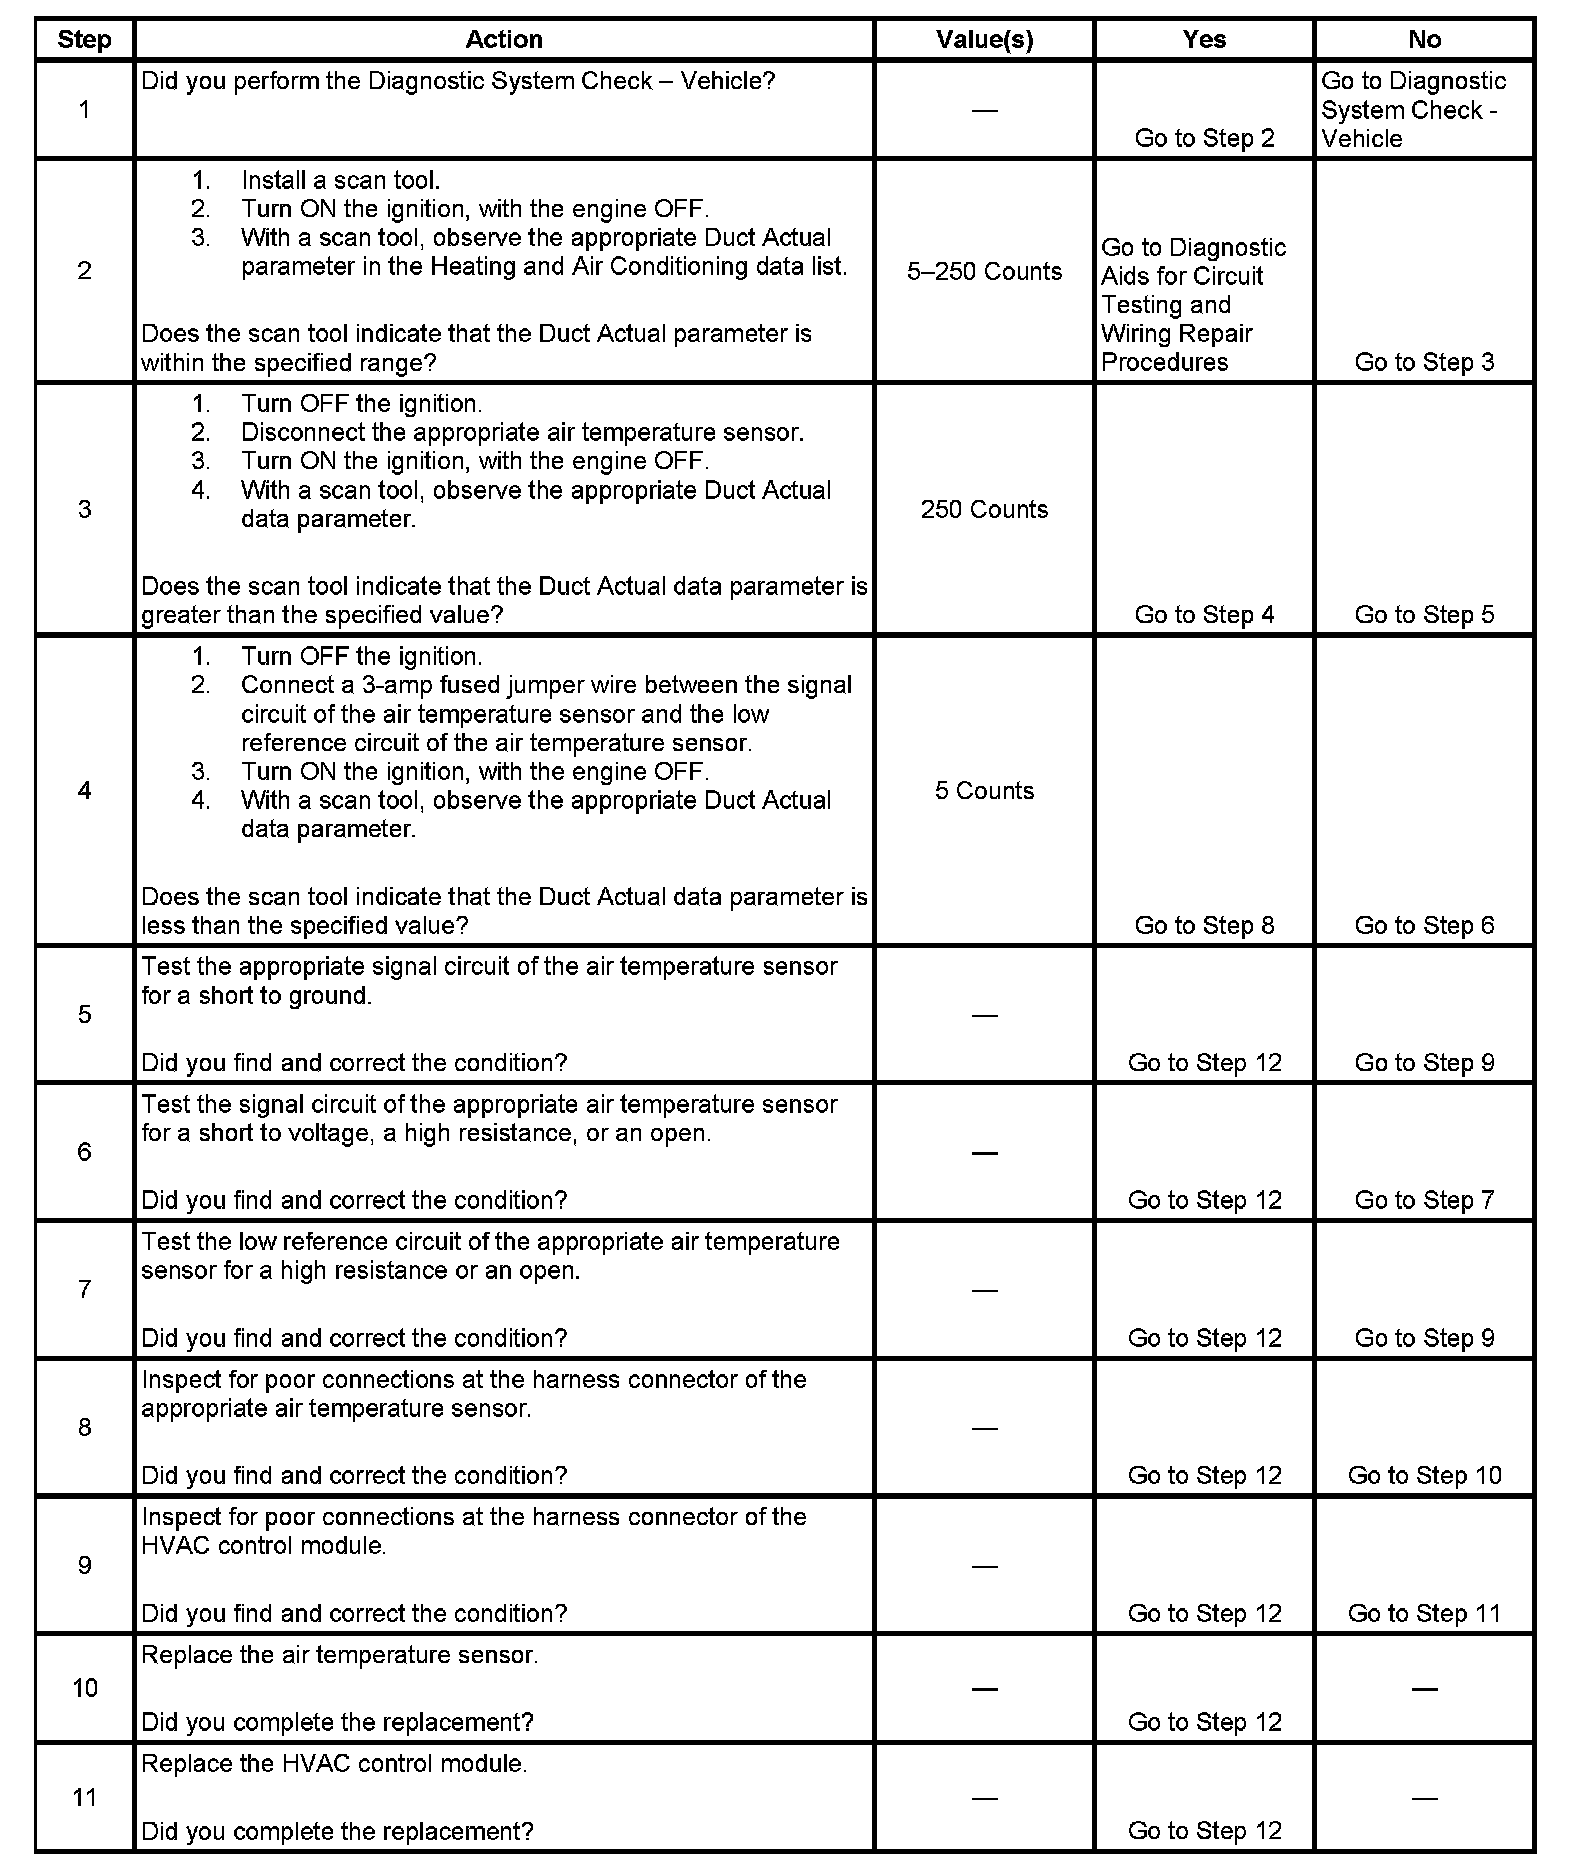 Step Action Value(s) Yes No
1
Did you perform the Diagnostic System Check – Vehicle?
—
Go to Step 2
Go to Diagnostic
System Check -
Vehicle
2
1. Install a scan tool.
2. Turn ON the ignition, with the engine OFF.
3. With a scan tool, observe the appropriate Duct Actual
parameter in the Heating and Air Conditioning data list.
Does the scan tool indicate that the Duct Actual parameter is
within the specified range?
5–250 Counts
Go to Diagnostic
Aids for Circuit
Testing and
Wiring Repair
Procedures
Go to Step 3
3
1. Turn OFF the ignition.
2. Disconnect the appropriate air temperature sensor.
3. Turn ON the ignition, with the engine OFF.
4. With a scan tool, observe the appropriate Duct Actual
data parameter.
Does the scan tool indicate that the Duct Actual data parameter is
greater than the specified value?
250 Counts
Go to Step 4
Go to Step 5
4
1. Turn OFF the ignition.
2. Connect a 3-amp fused jumper wire between the signal
circuit of the air temperature sensor and the low
reference circuit of the air temperature sensor.
3. Turn ON the ignition, with the engine OFF.
4. With a scan tool, observe the appropriate Duct Actual
data parameter.
Does the scan tool indicate that the Duct Actual data parameter is
less than the specified value?
5 Counts
Go to Step 8
Go to Step 6
5
Test the appropriate signal circuit of the air temperature sensor
for a short to ground.
Did you find and correct the condition?
—
Go to Step 12
Go to Step 9
6
Test the signal circuit of the appropriate air temperature sensor
for a short to voltage, a high resistance, or an open.
Did you find and correct the condition?
—
Go to Step 12
Go to Step 7
7
Test the low reference circuit of the appropriate air temperature
sensor for a high resistance or an open.
Did you find and correct the condition?
—
Go to Step 12
Go to Step 9
8
Inspect for poor connections at the harness connector of the
appropriate air temperature sensor.
Did you find and correct the condition?
—
Go to Step 12
Go to Step 10
9
Inspect for poor connections at the harness connector of the
HVAC control module.
Did you find and correct the condition?
—
Go to Step 12
Go to Step 11
10
Replace the air temperature sensor.
Did you complete the replacement?
—
Go to Step 12
—
11
Replace the HVAC control module.
Did you complete the replacement?
—
Go to Step 12
—